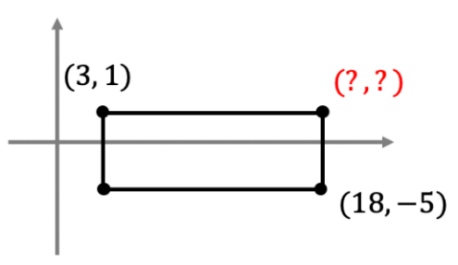 (3, 1)
(?, ?)
(18, −5)